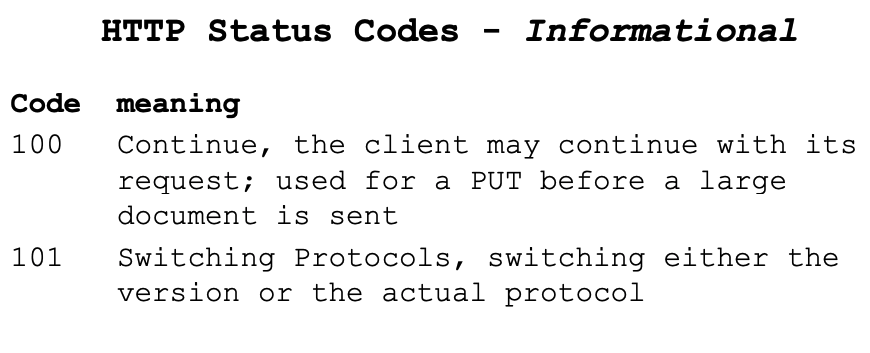 HTTP Status Codes - Informational
Code meaning
100 Continue, the client may continue with its
request; used for a PUT before a large
document is sent
101 Switching Protocols, switching either the
version or the actual protocol